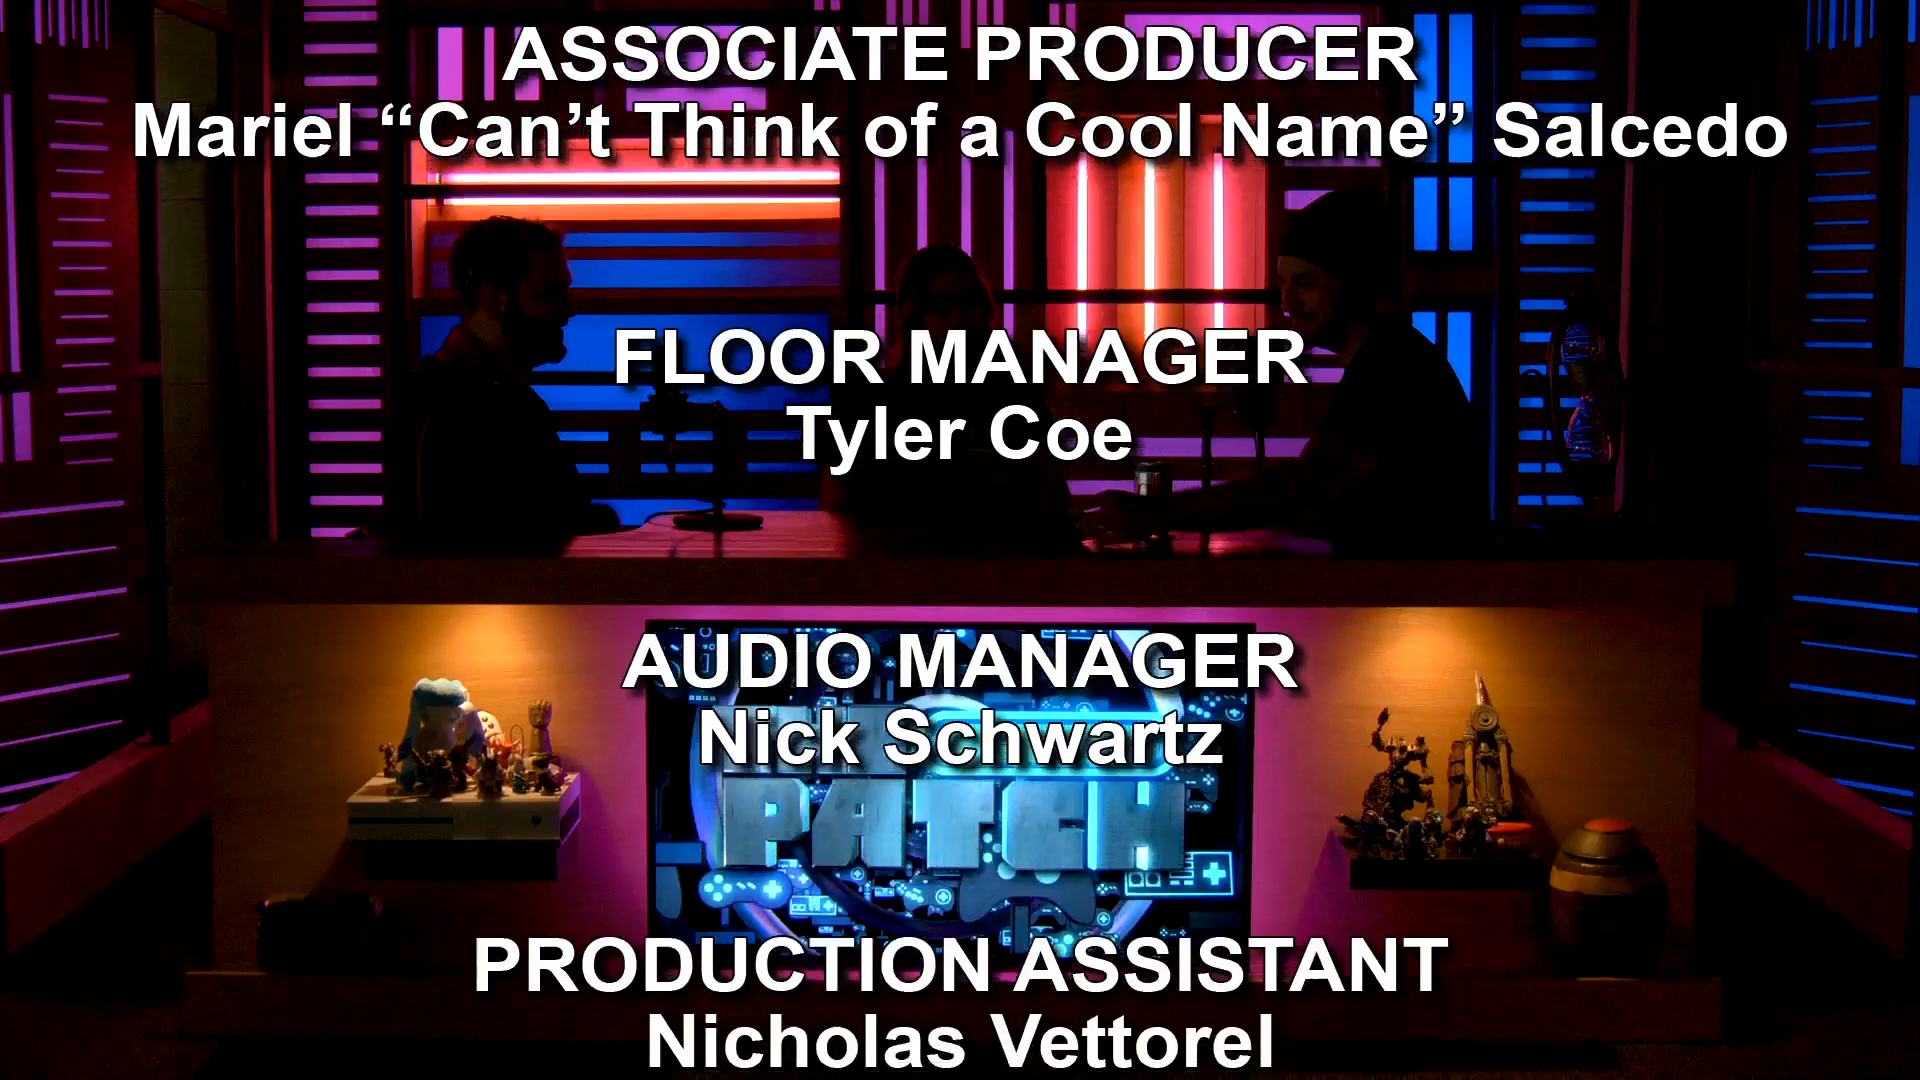 ASSOCIATE PRODUCER
Mariel “Can’t Think of a Cool Name” Salcedo
FLOOR MANAGER
Tyler Coe
AUDIO MANAGER
Nick Schwartz
PATCH
PRODUCTION ASSISTANT
Nicholas Vettorel